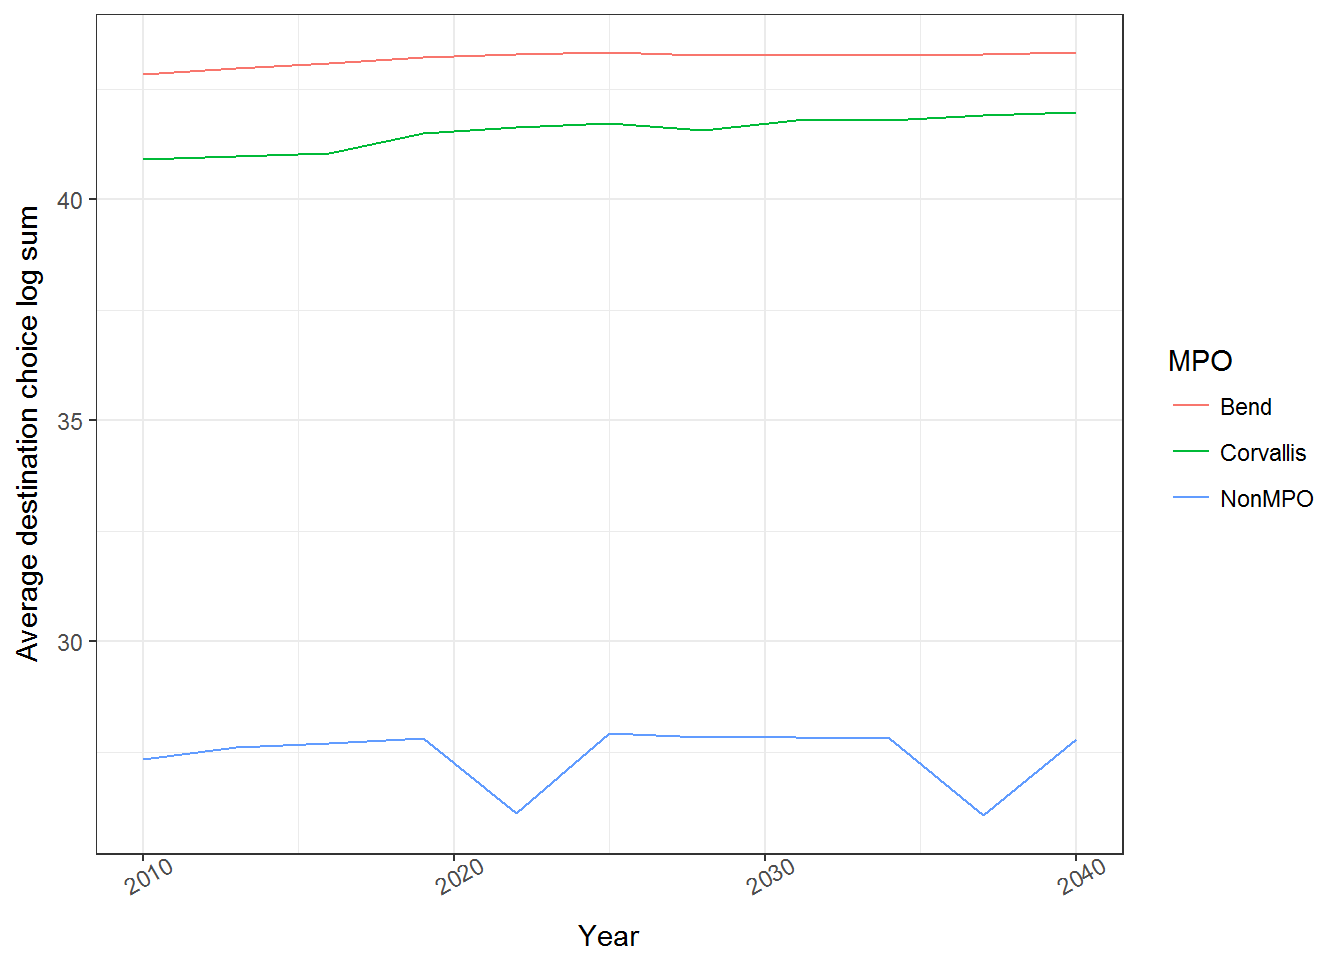 Average destination choice log sum
40
35
30
2010
2020
2030
2040
Year
MPO
Bend
Corvallis
NonMPO